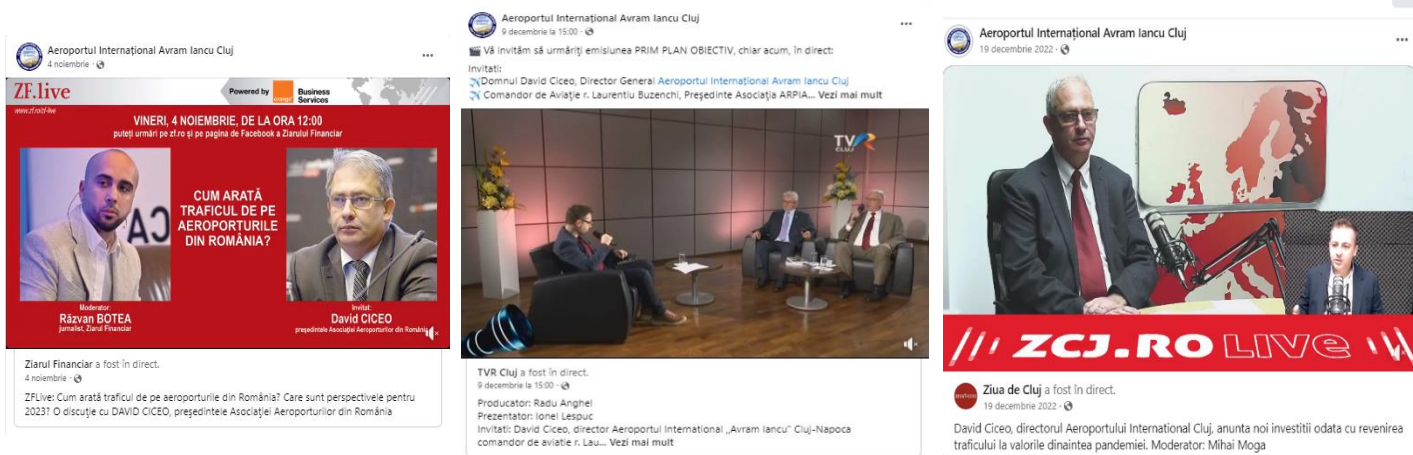 Aeroportul Internațional Avram Iancu Cluj
4 noiembrie
ZF.live
www.zf.ro/zf-live
Powered by
orange
Business
Services
VINERI, 4 NOIEMBRIE, DE LA ORA 12:00
puteți urmări pe zf.ro și pe pagina de Facebook a Ziarului Financiar
CUM ARATĂ
TRAFICUL DE PE
AEROPORTURILE
DIN ROMÂNIA?
Moderator:
Răzvan BOTEA
jurnalist, Ziarul Financiar
Invitat:
David CICEO
președintele Asociației Aeroporturilor din România
Ziarul Financiar a fost în direct.
4 noiembrie
ZFLive: Cum arată traficul de pe aeroporturile din România? Care sunt perspectivele pentru
2023? O discuție cu DAVID CICEO, președintele Asociației Aeroporturilor din România
Aeroportul Internațional Avram Iancu Cluj
9 decembrie la 15:00
Vă invităm să urmăriți emisiunea PRIM PLAN OBIECTIV, chiar acum, în direct:
Invitati:
Domnul David Ciceo, Director General Aeroportul Internațional Avram Iancu Cluj
Comandor de Aviație r. Laurentiu Buzenchi, Președinte Asociația ARPIA... Vezi mai mult
TVR
CLUJ
TVR Cluj a fost în direct.
9 decembrie la 15:00
Producator: Radu Anghel
Prezentator: Ionel Lespuc
Invitati: David Ciceo, director Aeroportul International „Avram Iancu” Cluj-Napoca
comandor de aviatie r. Lau... Vezi mai mult
Aeroportul Internațional Avram Iancu Cluj
19 decembrie 2022
ZCJ.RO LIVE
Ziua de Cluj a fost în direct.
19 decembrie 2022
David Ciceo, directorul Aeroportului International Cluj, anunta noi investitii odata cu revenirea
traficului la valorile dinaintea pandemiei. Moderator: Mihai Moga